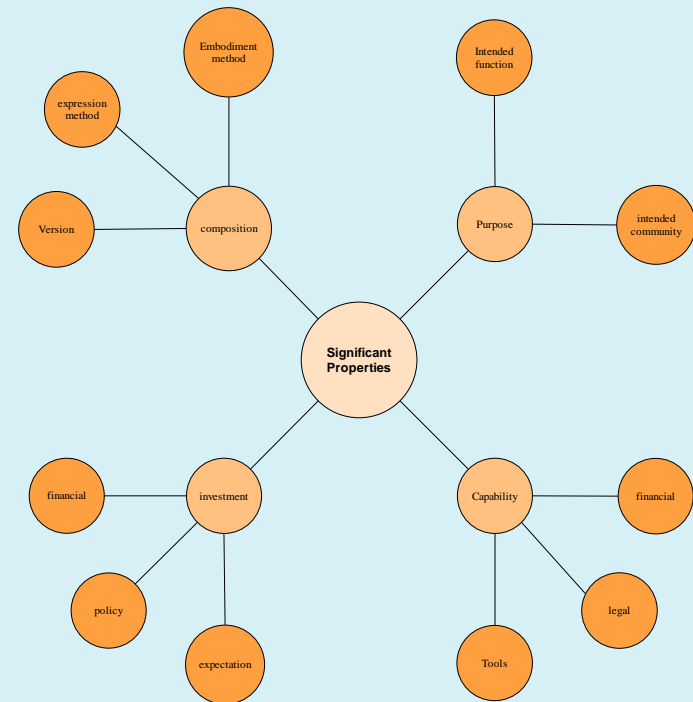 Embodiment
method
Intended
function
expression
method
Version
composition
Purpose
intended
community
Significant
Properties
financial
investment
Capability
financial
policy
legal
expectation
Tools